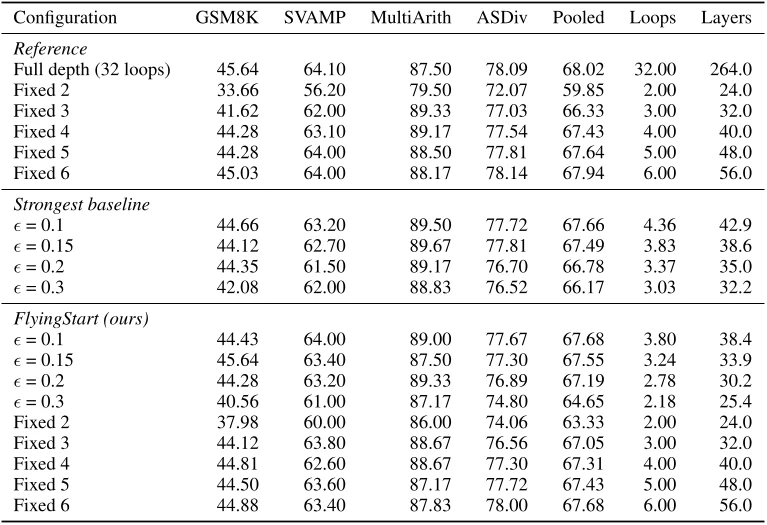 Configuration GSM8K SVAMP MultiArith ASDiv Pooled Loops Layers
Reference
Full depth (32 loops) 45.64 64.10 87.50 78.09 68.02 32.00 264.0
Fixed 2 33.66 56.20 79.50 72.07 59.85 2.00 24.0
Fixed 3 41.62 62.00 89.33 77.03 66.33 3.00 32.0
Fixed 4 44.28 63.10 89.17 77.54 67.43 4.00 40.0
Fixed 5 44.28 64.00 88.50 77.81 67.64 5.00 48.0
Fixed 6 45.03 64.00 88.17 78.14 67.94 6.00 56.0
Strongest baseline
ϵ = 0.1 44.66 63.20 89.50 77.72 67.66 4.36 42.9
ϵ = 0.15 44.12 62.70 89.67 77.81 67.49 3.83 38.6
ϵ = 0.2 44.35 61.50 89.17 76.70 66.78 3.37 35.0
ϵ = 0.3 42.08 62.00 88.83 76.52 66.17 3.03 32.2
FlyingStart (ours)
ϵ = 0.1 44.43 64.00 89.00 77.67 67.68 3.80 38.4
ϵ = 0.15 45.64 63.40 87.50 77.30 67.55 3.24 33.9
ϵ = 0.2 44.28 63.20 89.33 76.89 67.19 2.78 30.2
ϵ = 0.3 40.56 61.00 87.17 74.80 64.65 2.18 25.4
Fixed 2 37.98 60.00 86.00 74.06 63.33 2.00 24.0
Fixed 3 44.12 63.80 88.67 76.56 67.05 3.00 32.0
Fixed 4 44.81 62.60 88.67 77.30 67.31 4.00 40.0
Fixed 5 44.50 63.60 87.17 77.72 67.43 5.00 48.0
Fixed 6 44.88 63.40 87.83 78.00 67.68 6.00 56.0